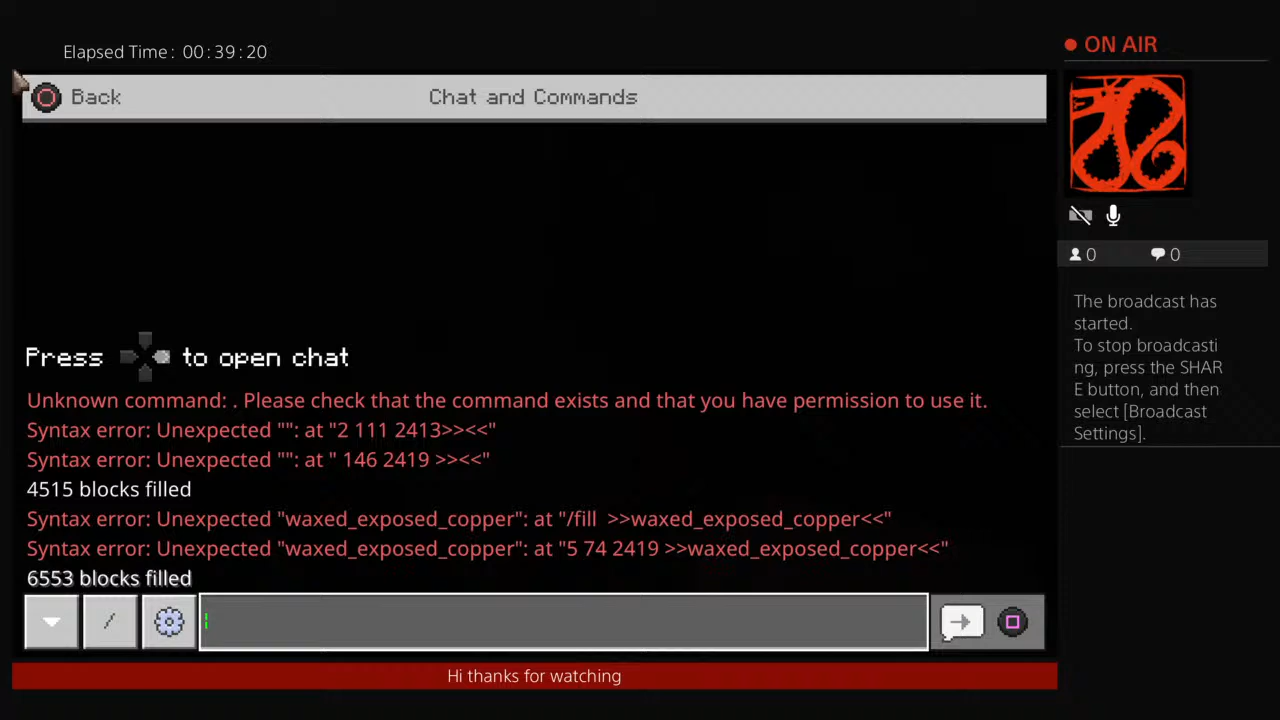 Elapsed Time: 00:39:20
ON AIR
Back
Chat and Commands
0
0
The broadcast has
started.
To stop broadcasti
ng, press the SHAR
E button, and then
select [Broadcast
Settings].
Press to open chat
Unknown command: . Please check that the command exists and that you have permission to use it.
Syntax error: Unexpected "": at "2 111 2413>><<"
Syntax error: Unexpected "": at " 146 2419 >><<"
4515 blocks filled
Syntax error: Unexpected "waxed_exposed_copper": at "/fill  >>waxed_exposed_copper<<"
Syntax error: Unexpected "waxed_exposed_copper": at "5 74 2419 >>waxed_exposed_copper<<"
6553 blocks filled
/
Hi thanks for watching